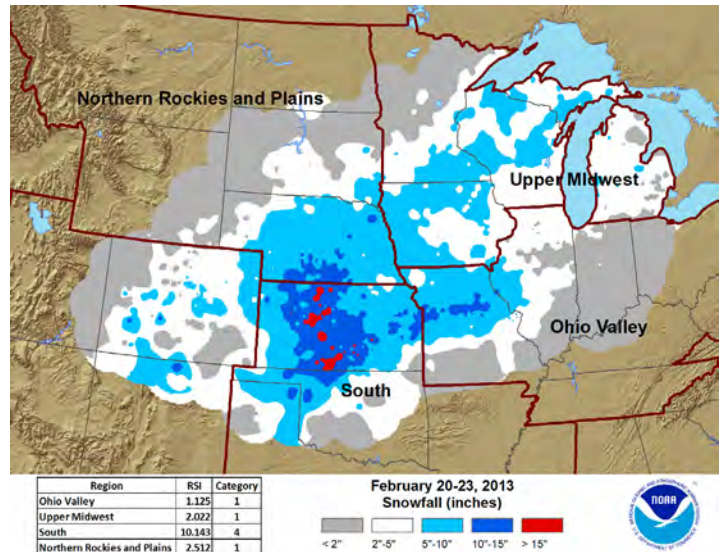 Northern Rockies and Plains
Upper Midwest
Ohio Valley
South
Region RSI Category
Ohio Valley 1.125 1
Upper Midwest 2.022 1
South 10.143 4
Northern Rockies and Plains 2.512 1
February 20-23, 2013
Snowfall (inches)
< 2" 2"-5" 5"-10" 10"-15" > 15"
NOAA